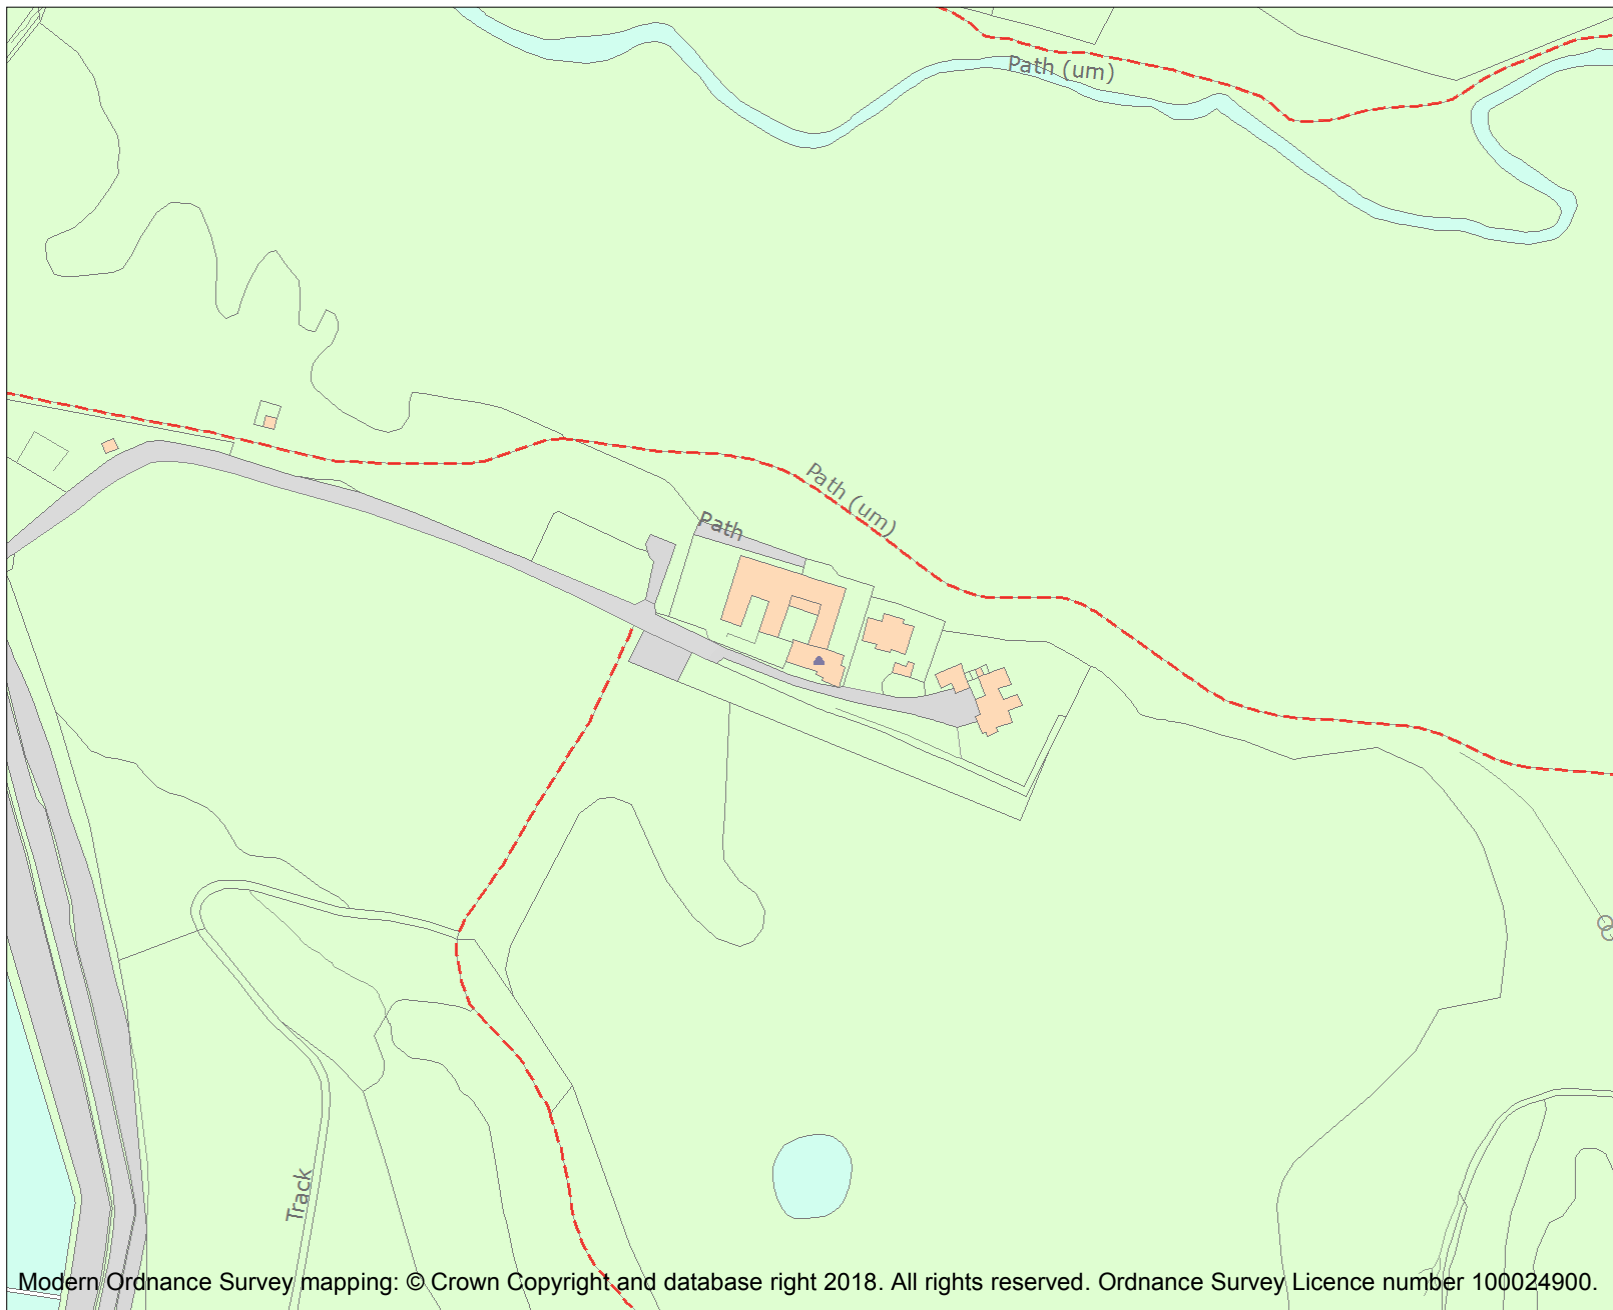 Path (um)
Path (um)
Path
Track
Modern Ordnance Survey mapping: © Crown Copyright and database right 2018. All rights reserved. Ordnance Survey Licence number 100024900.